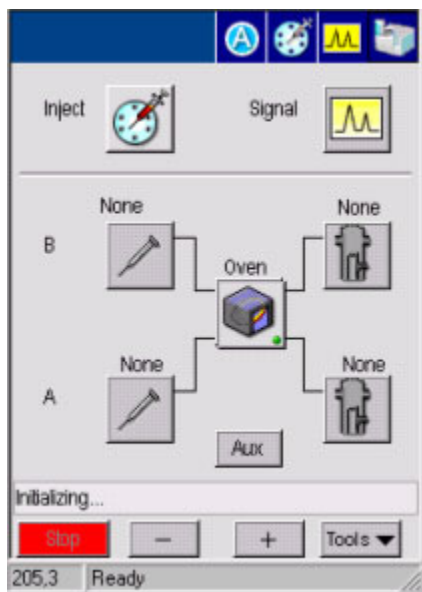 A
Inject
Signal
None
None
B
Oven
None
None
A
Aux
Initializing...
Stop
−
+
Tools
205,3
Ready